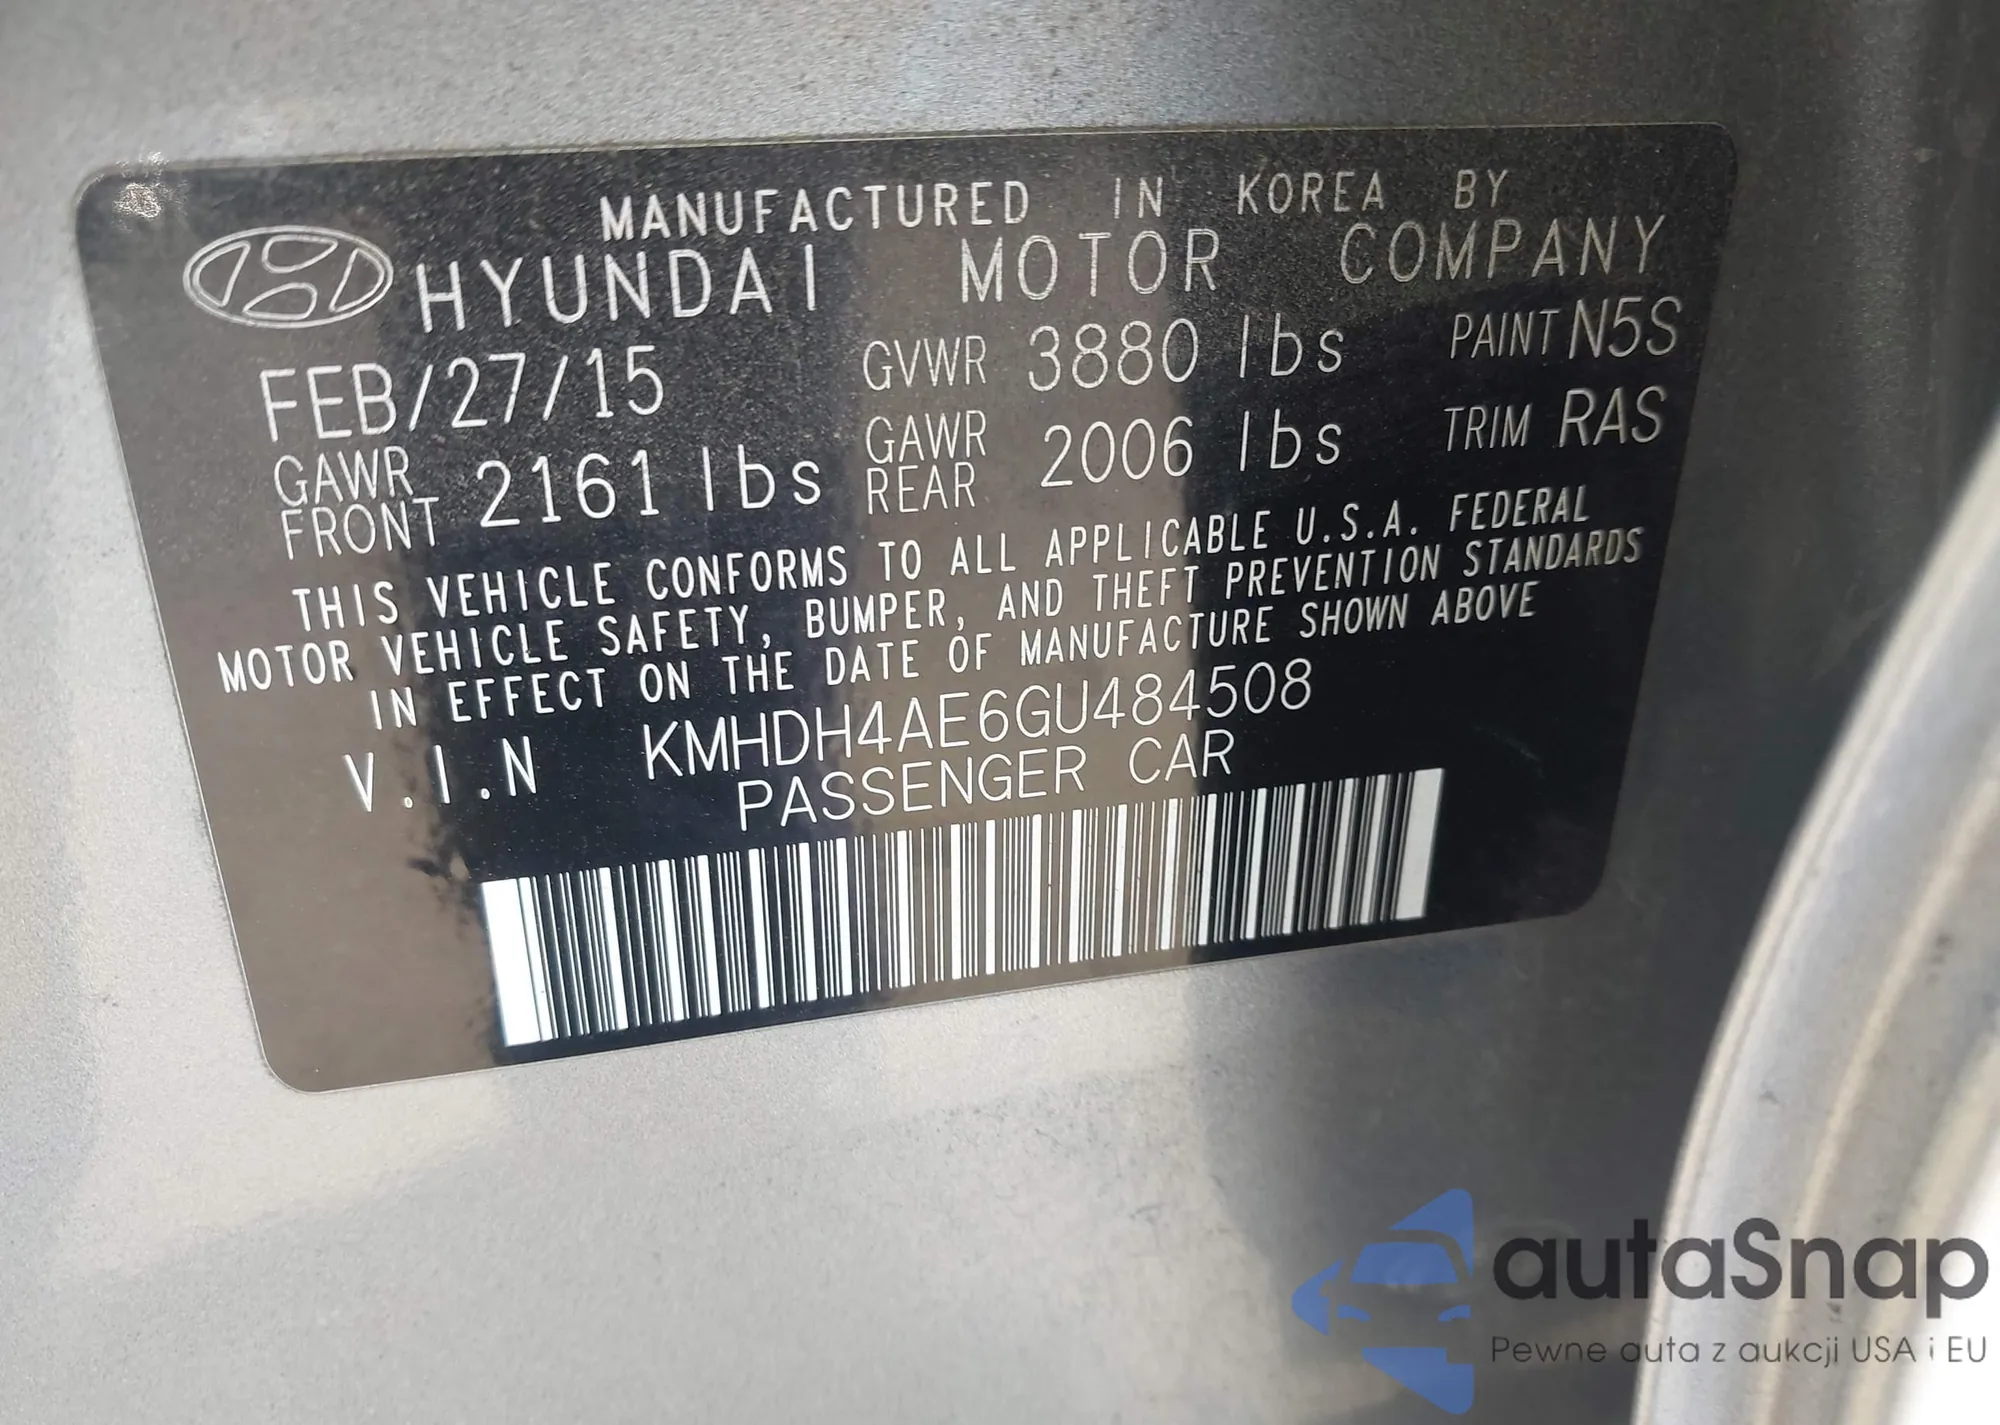 MANUFACTURED IN KOREA BY
HYUNDAI MOTOR COMPANY
FEB/27/15 GVWR 3880 lbs PAINT N5S
GAWR FRONT 2161 lbs GAWR REAR 2006 lbs TRIM RAS
THIS VEHICLE CONFORMS TO ALL APPLICABLE U.S.A. FEDERAL
MOTOR VEHICLE SAFETY, BUMPER, AND THEFT PREVENTION STANDARDS
IN EFFECT ON THE DATE OF MANUFACTURE SHOWN ABOVE
V.I.N KMHDH4AE6GU484508
PASSENGER CAR
autaSnap
Pewne auta z aukcji USA i EU